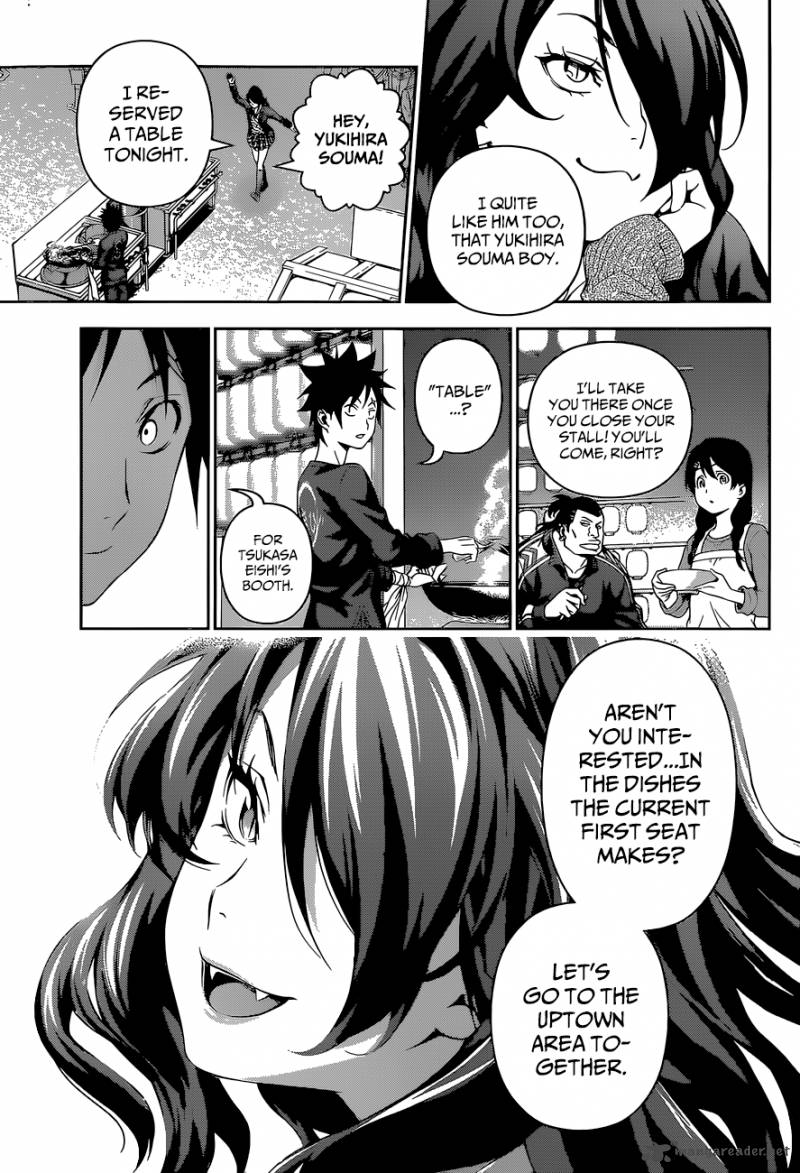 I QUITE
LIKE HIM TOO,
THAT YUKIHIRA
SOUMA BOY.
HEY,
YUKIHIRA
SOUMA!
I RE-
SERVED
A TABLE
TONIGHT.
I'LL TAKE
YOU THERE ONCE
YOU CLOSE YOUR
STALL! YOU'LL
COME, RIGHT?
"TABLE"
...?
FOR
TSUKASA
EISHI'S
BOOTH.
AREN'T
YOU INTE-
RESTED...IN
THE DISHES
THE CURRENT
FIRST SEAT
MAKES?
LET'S
GO TO THE
UPTOWN
AREA TO-
GETHER.
mangareader.net